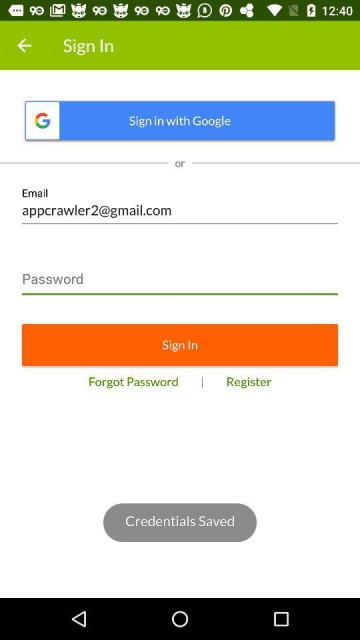 12:40
Sign In
Sign in with Google
or
Email
appcrawler2@gmail.com
Password
Sign In
Forgot Password | Register
Credentials Saved